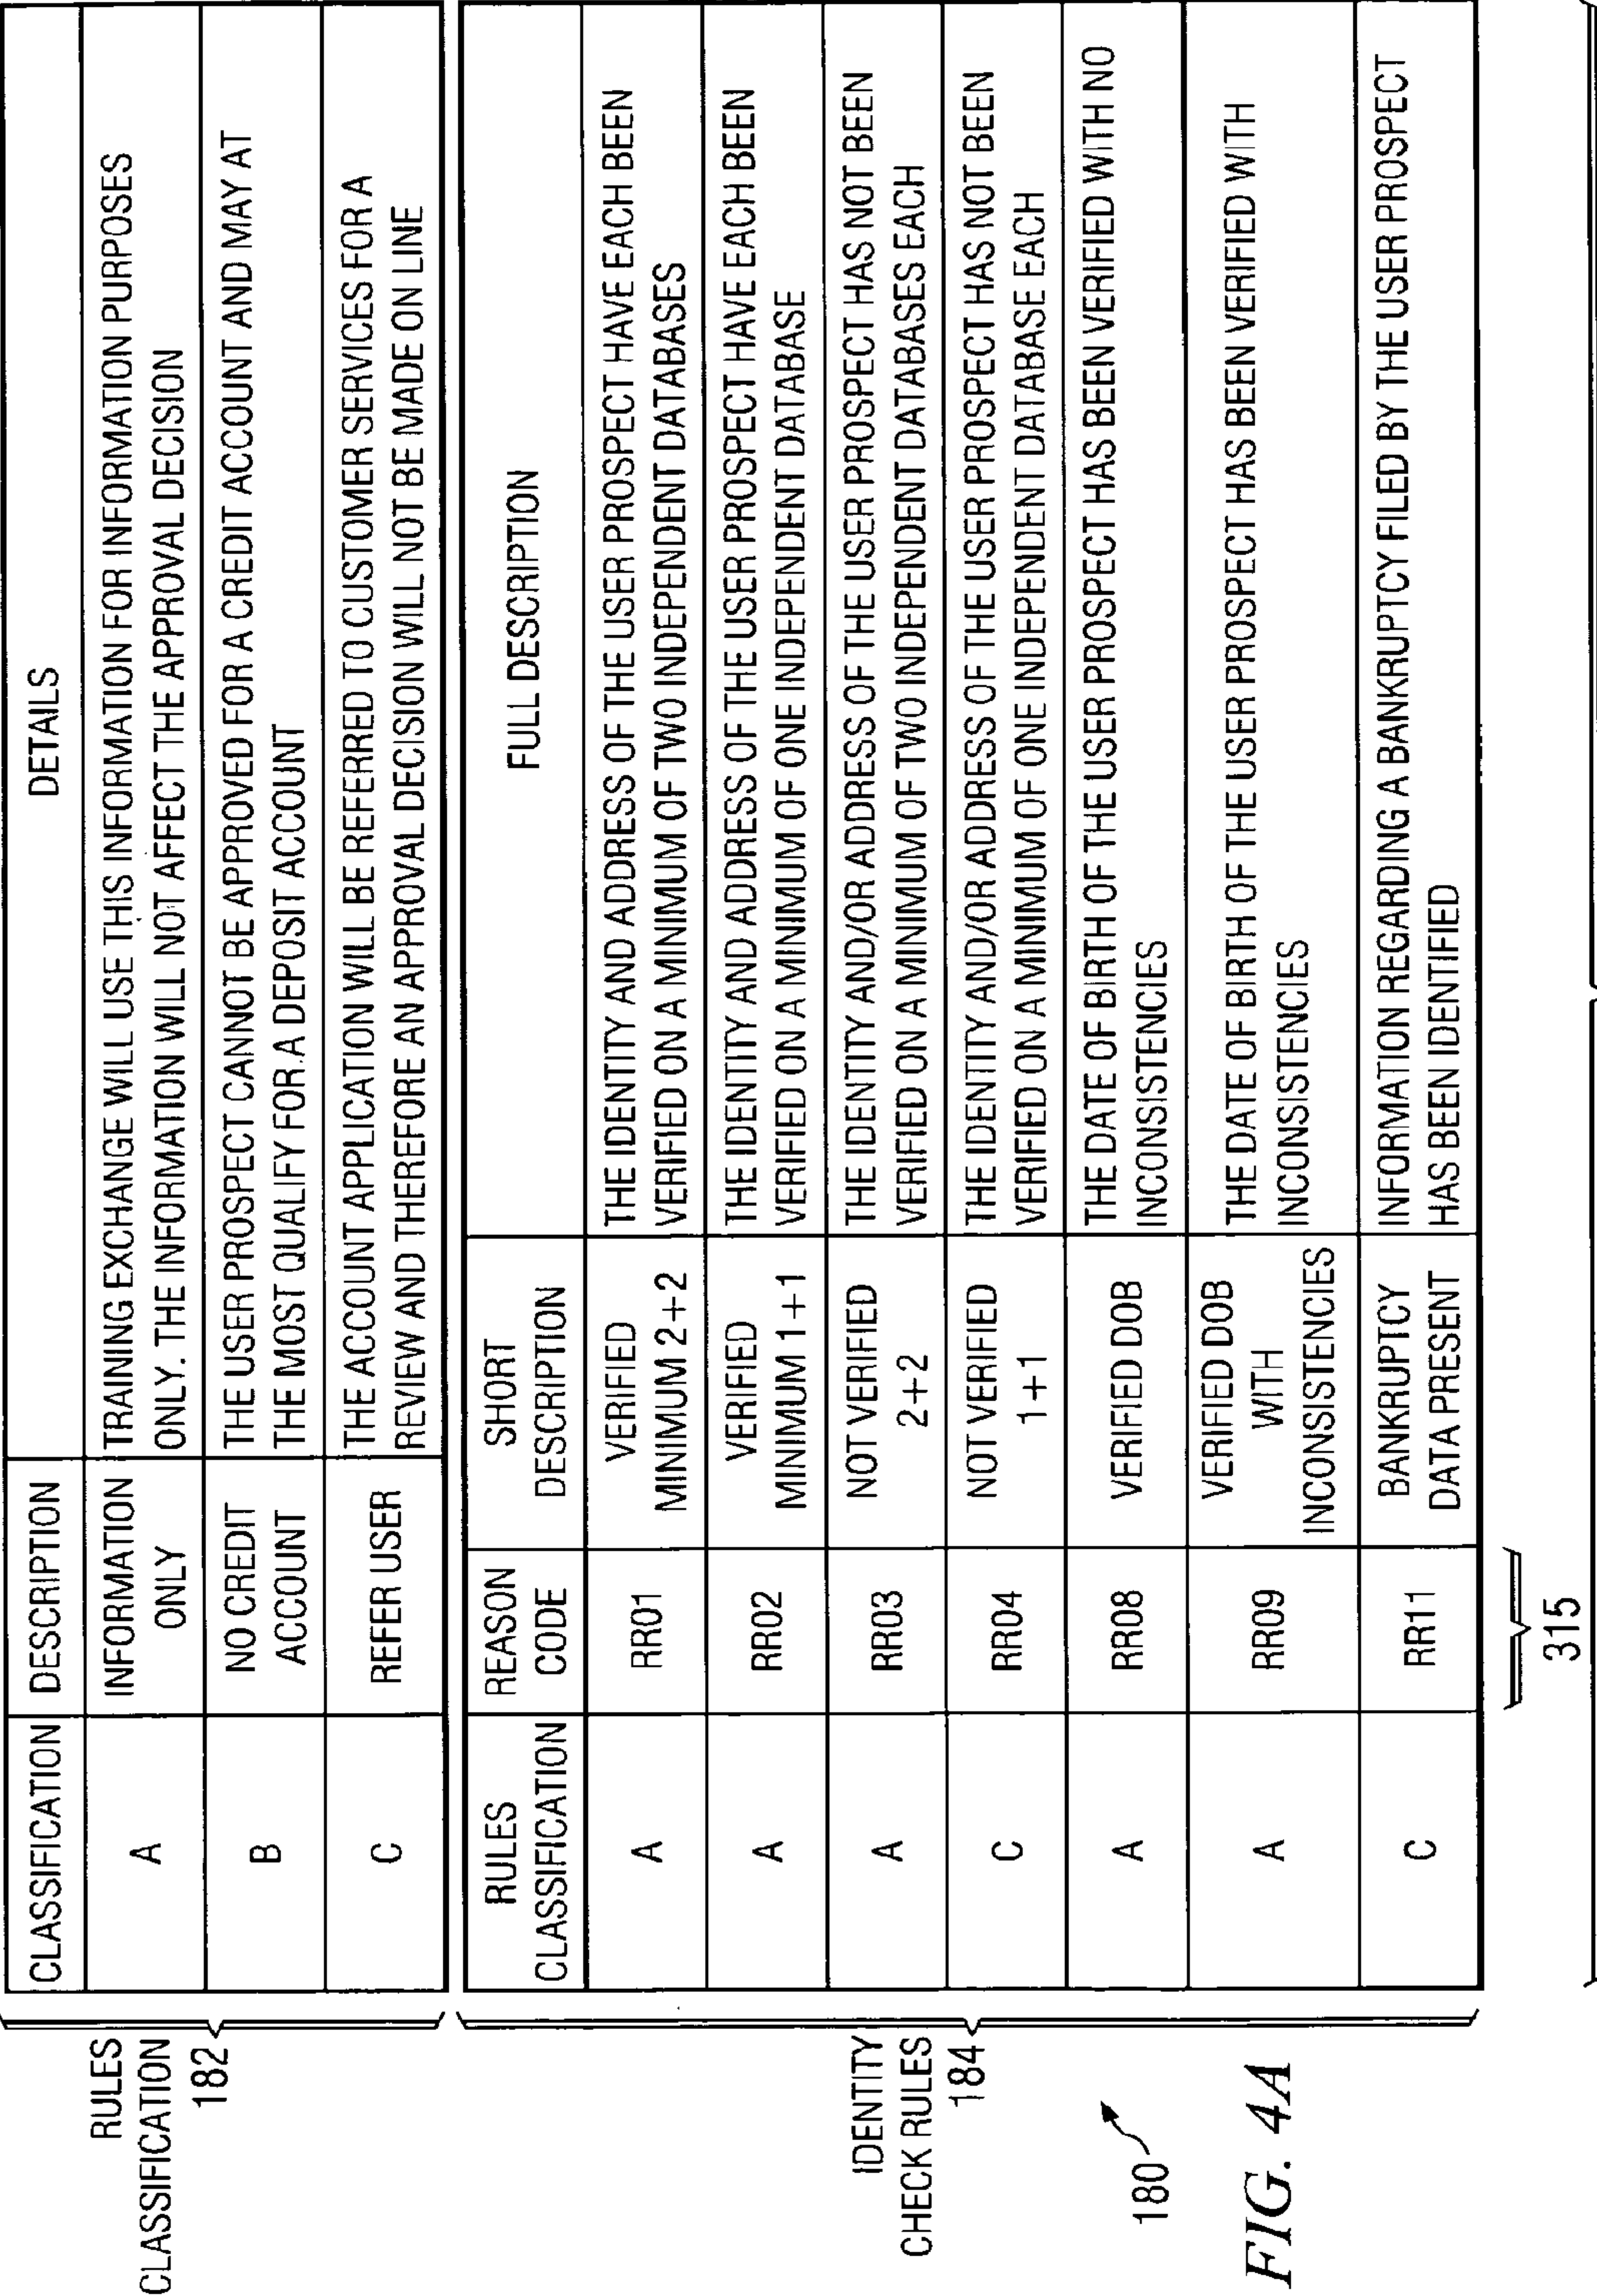 RULES
CLASSIFICATION
182
CLASSIFICATION DESCRIPTION DETAILS
A INFORMATION TRAINING EXCHANGE WILL USE THIS INFORMATION FOR INFORMATION PURPOSES
ONLY ONLY. THE INFORMATION WILL NOT AFFECT THE APPROVAL DECISION
B NO CREDIT THE USER PROSPECT CANNOT BE APPROVED FOR A CREDIT ACCOUNT AND MAY AT
ACCOUNT THE MOST QUALIFY FOR A DEPOSIT ACCOUNT
C REFER USER THE ACCOUNT APPLICATION WILL BE REFERRED TO CUSTOMER SERVICES FOR A
REVIEW AND THEREFORE AN APPROVAL DECISION WILL NOT BE MADE ON LINE
IDENTITY
CHECK RULES
184
RULES REASON SHORT FULL DESCRIPTION
CLASSIFICATION CODE DESCRIPTION
A RR01 VERIFIED THE IDENTITY AND ADDRESS OF THE USER PROSPECT HAVE EACH BEEN
MINIMUM 2+2 VERIFIED ON A MINIMUM OF TWO INDEPENDENT DATABASES
A RR02 VERIFIED THE IDENTITY AND ADDRESS OF THE USER PROSPECT HAVE EACH BEEN
MINIMUM 1+1 VERIFIED ON A MINIMUM OF ONE INDEPENDENT DATABASE
A RR03 NOT VERIFIED THE IDENTITY AND/OR ADDRESS OF THE USER PROSPECT HAS NOT BEEN
2+2 VERIFIED ON A MINIMUM OF TWO INDEPENDENT DATABASES EACH
C RR04 NOT VERIFIED THE IDENTITY AND/OR ADDRESS OF THE USER PROSPECT HAS NOT BEEN
1+1 VERIFIED ON A MINIMUM OF ONE INDEPENDENT DATABASE EACH
A RR08 VERIFIED DOB THE DATE OF BIRTH OF THE USER PROSPECT HAS BEEN VERIFIED WITH NO
INCONSISTENCIES
A RR09 VERIFIED DOB THE DATE OF BIRTH OF THE USER PROSPECT HAS BEEN VERIFIED WITH
WITH INCONSISTENCIES
INCONSISTENCIES
C RR11 BANKRUPTCY INFORMATION REGARDING A BANKRUPTCY FILED BY THE USER PROSPECT
DATA PRESENT HAS BEEN IDENTIFIED
315
180
FIG. 4A